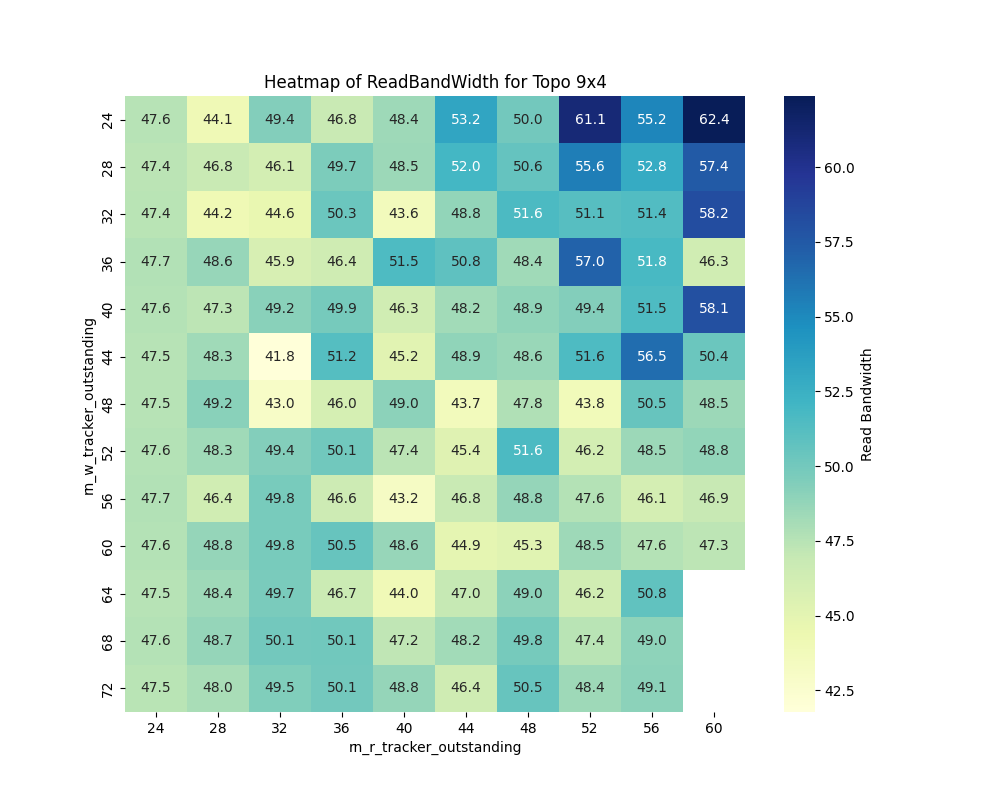 Heatmap of ReadBandWidth for Topo 9x4
rn_w_tracker_outstanding
24 47.6 44.1 49.4 46.8 48.4 53.2 50.0 61.1 55.2 62.4
28 47.4 46.8 46.1 49.7 48.5 52.0 50.6 55.6 52.8 57.4
32 47.4 44.2 44.6 50.3 43.6 48.8 51.6 51.1 51.4 58.2
36 47.7 48.6 45.9 46.4 51.5 50.8 48.4 57.0 51.8 46.3
40 47.6 47.3 49.2 49.9 46.3 48.2 48.9 49.4 51.5 58.1
44 47.5 48.3 41.8 51.2 45.2 48.9 48.6 51.6 56.5 50.4
48 47.5 49.2 43.0 46.0 49.0 43.7 47.8 43.8 50.5 48.5
52 47.6 48.3 49.4 50.1 47.4 45.4 51.6 46.2 48.5 48.8
56 47.7 46.4 49.8 46.6 43.2 46.8 48.8 47.6 46.1 46.9
60 47.6 48.8 49.8 50.5 48.6 44.9 45.3 48.5 47.6 47.3
64 47.5 48.4 49.7 46.7 44.0 47.0 49.0 46.2 50.8
68 47.6 48.7 50.1 50.1 47.2 48.2 49.8 47.4 49.0
72 47.5 48.0 49.5 50.1 48.8 46.4 50.5 48.4 49.1
24 28 32 36 40 44 48 52 56 60
rn_r_tracker_outstanding
60.0
57.5
55.0
52.5
50.0
47.5
45.0
42.5
Read Bandwidth